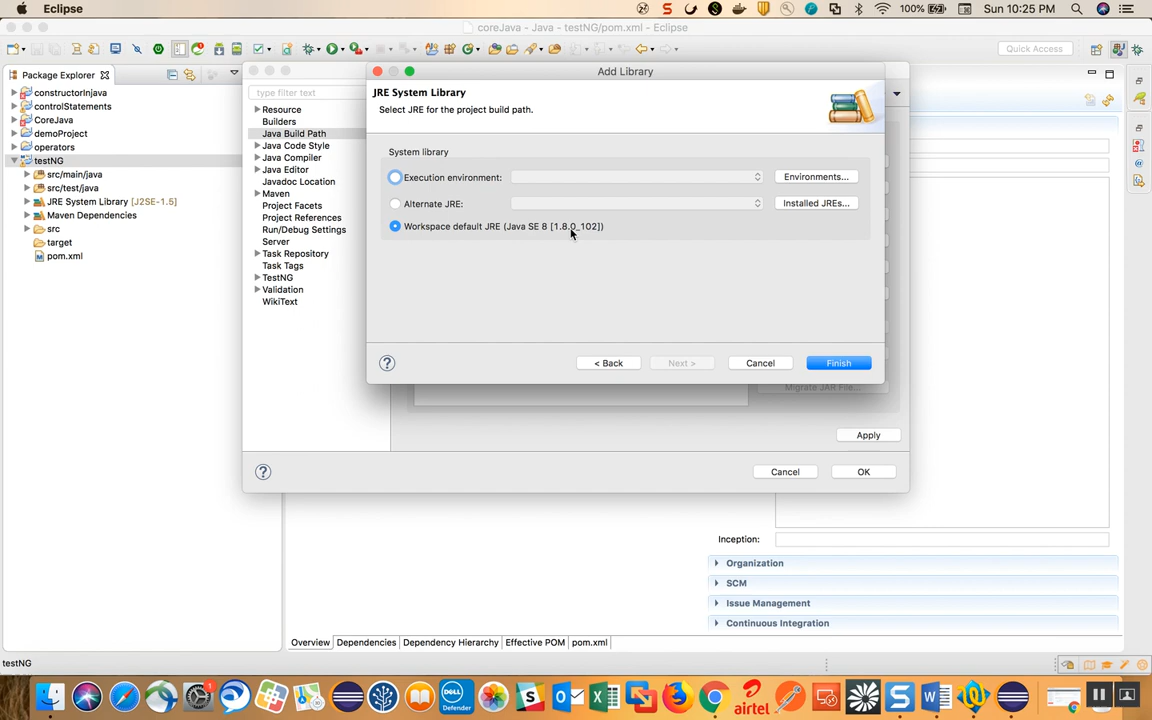 Eclipse
100%
Sun 10:25 PM
coreJava - Java - testNG/pom.xml - Eclipse
Quick Access
Package Explorer
constructorInjava
controlStatements
CoreJava
demoProject
operators
testNG
src/main/java
src/test/java
JRE System Library [J2SE-1.5]
Maven Dependencies
src
target
pom.xml
type filter text
Resource
Builders
Java Build Path
Java Code Style
Java Compiler
Java Editor
Javadoc Location
Maven
Project Facets
Project References
Run/Debug Settings
Server
Task Repository
Task Tags
TestNG
Validation
WikiText
Add Library
JRE System Library
Select JRE for the project build path.
System library
Execution environment:
Environments...
Alternate JRE:
Installed JREs...
Workspace default JRE (Java SE 8 [1.8.0_102])
< Back
Next >
Cancel
Finish
Migrate JAR File...
Apply
Cancel
OK
Inception:
Organization
SCM
Issue Management
Continuous Integration
Overview
Dependencies
Dependency Hierarchy
Effective POM
pom.xml
testNG
1
DELL
Defender
airtel